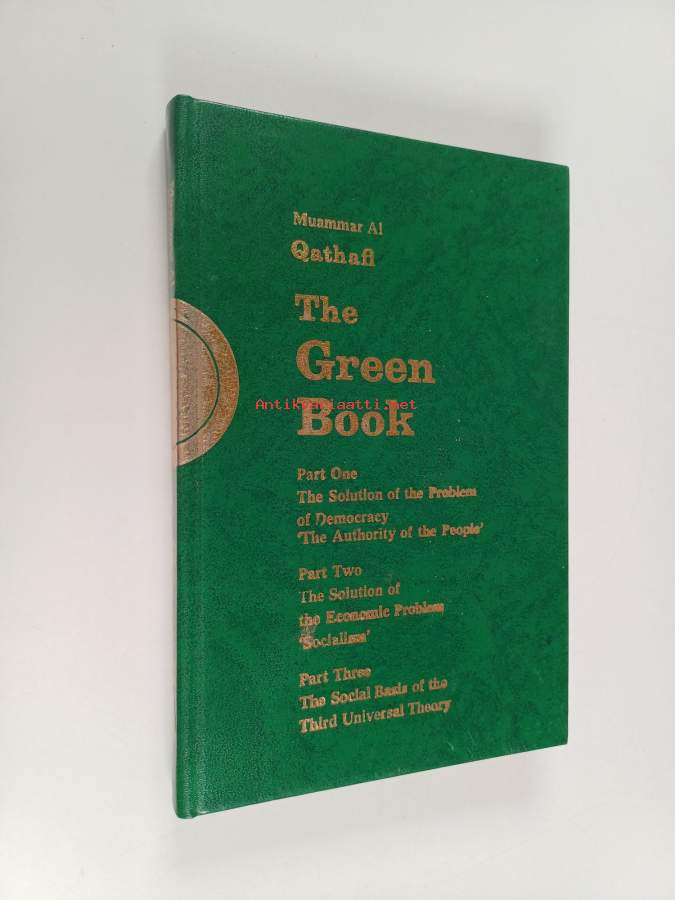 Muammar Al
Qathafi
The
Green
Antikvariaatti.net
Book
Part One
The Solution of the Problem
of Democracy
'The Authority of the People'
Part Two
The Solution of
the Economic Problem
'Socialism'
Part Three
The Social Basis of the
Third Universal Theory